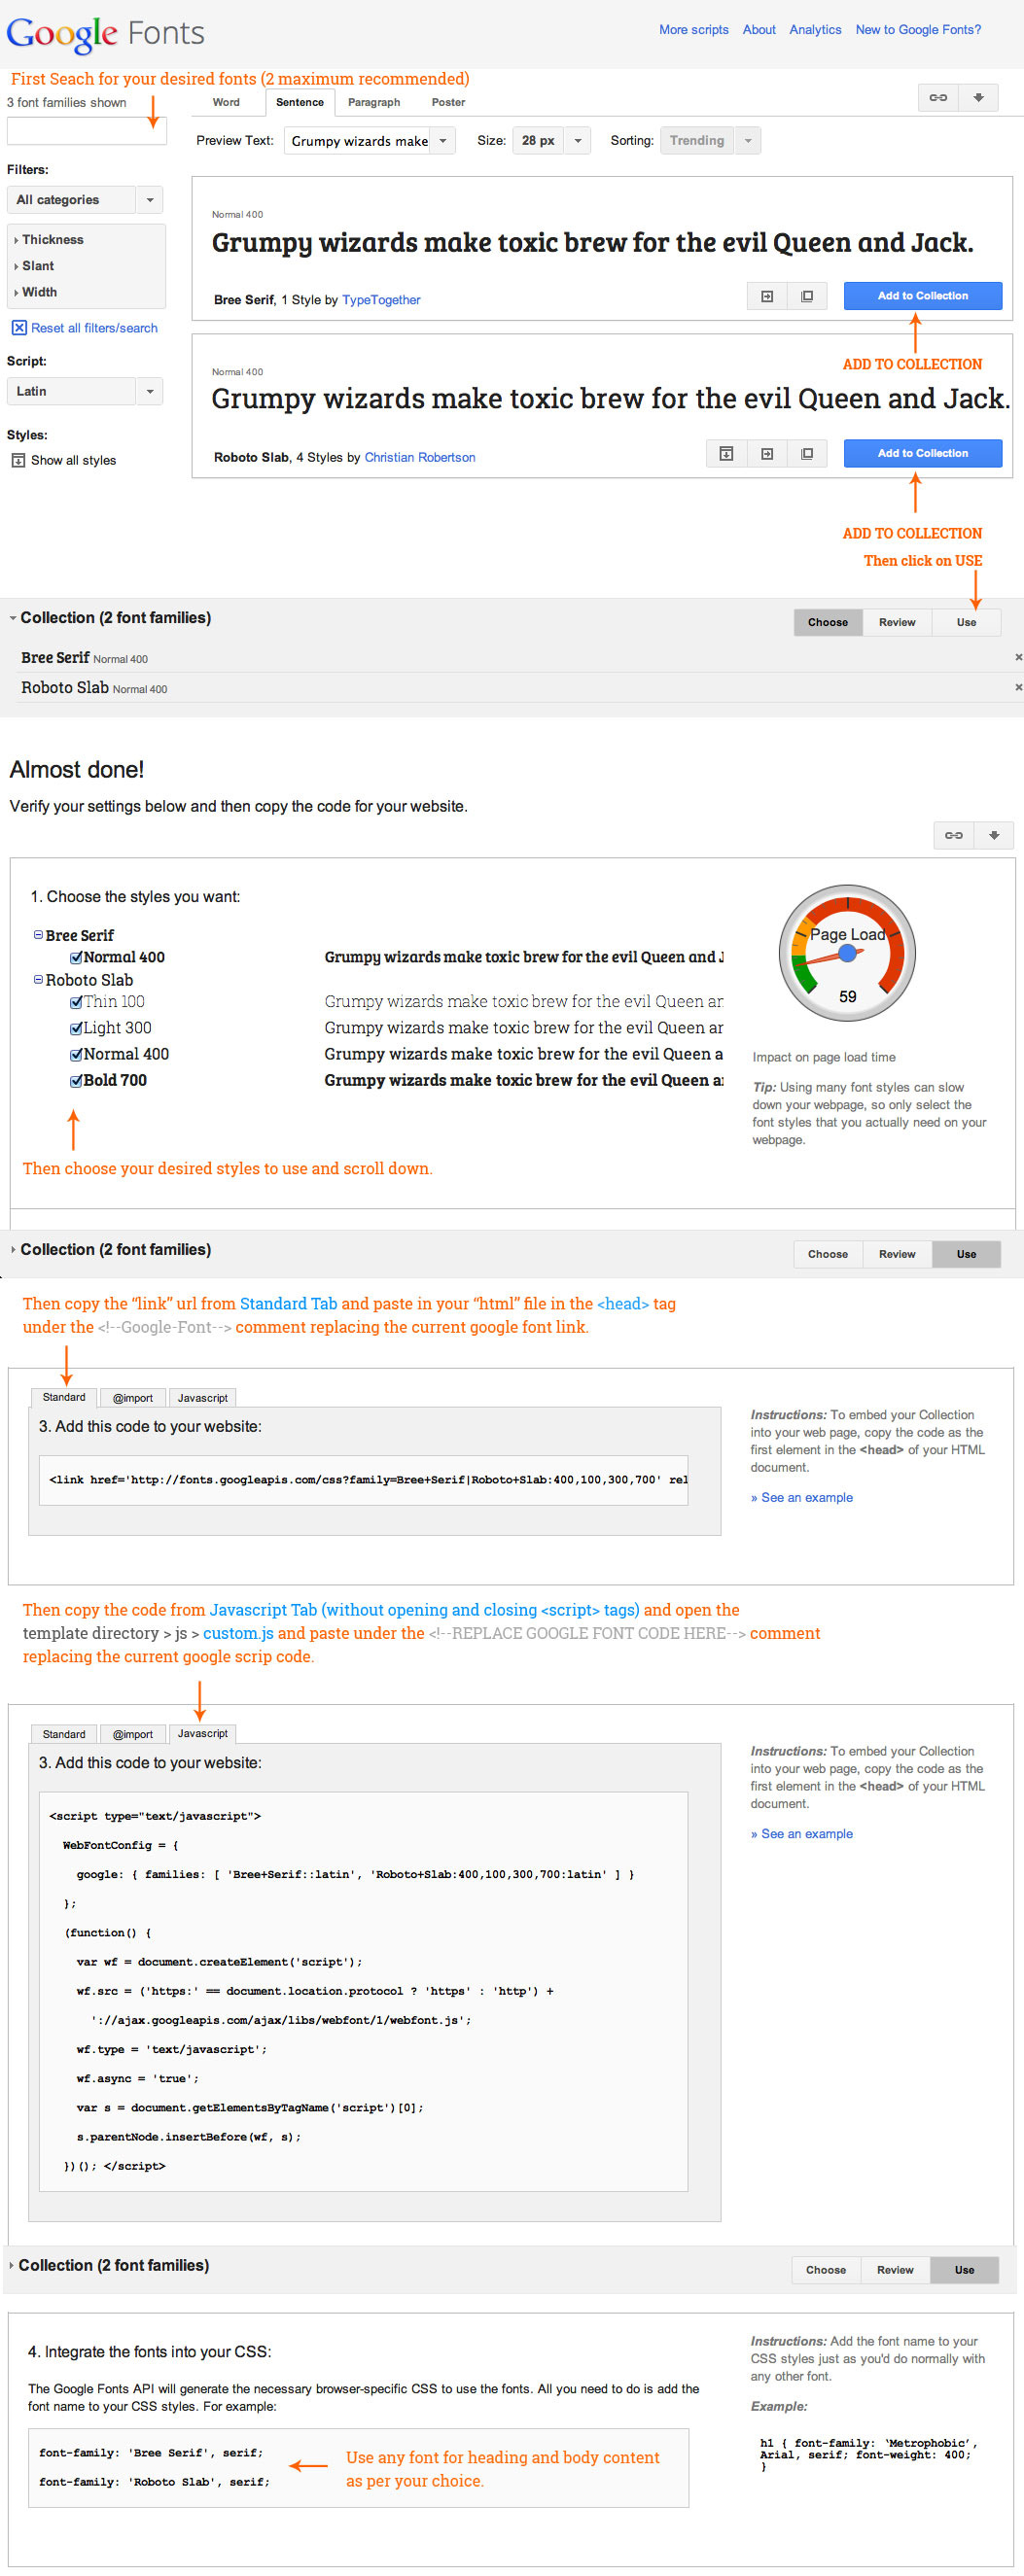 Google Fonts
More scripts About Analytics New to Google Fonts?
First Seach for your desired fonts (2 maximum recommended)
3 font families shown
Word Sentence Paragraph Poster
Preview Text: Grumpy wizards make Size: 28 px Sorting: Trending
Filters:
All categories
Thickness
Slant
Width
Reset all filters/search
Script:
Latin
Styles:
Show all styles
Normal 400
Grumpy wizards make toxic brew for the evil Queen and Jack.
Bree Serif, 1 Style by TypeTogether
Add to Collection
ADD TO COLLECTION
Normal 400
Grumpy wizards make toxic brew for the evil Queen and Jack.
Roboto Slab, 4 Styles by Christian Robertson
Add to Collection
ADD TO COLLECTION
Then click on USE
Collection (2 font families)
Choose Review Use
Bree Serif Normal 400 ×
Roboto Slab Normal 400 ×
Almost done!
Verify your settings below and then copy the code for your website.
1. Choose the styles you want:
Bree Serif
Normal 400 Grumpy wizards make toxic brew for the evil Queen and J
Roboto Slab
Thin 100 Grumpy wizards make toxic brew for the evil Queen an
Light 300 Grumpy wizards make toxic brew for the evil Queen ar
Normal 400 Grumpy wizards make toxic brew for the evil Queen a
Bold 700 Grumpy wizards make toxic brew for the evil Queen a
Then choose your desired styles to use and scroll down.
Page Load
59
Impact on page load time
Tip: Using many font styles can slow
down your webpage, so only select the
font styles that you actually need on your
webpage.
Collection (2 font families)
Choose Review Use
Then copy the “link” url from Standard Tab and paste in your “html” file in the <head> tag
under the <!--Google-Font--> comment replacing the current google font link.
Standard @import Javascript
3. Add this code to your website:
<link href='http://fonts.googleapis.com/css?family=Bree+Serif|Roboto+Slab:400,100,300,700' rel
Instructions: To embed your Collection
into your web page, copy the code as the
first element in the <head> of your HTML
document.
» See an example
Then copy the code from Javascript Tab (without opening and closing <script> tags) and open the
template directory > js > custom.js and paste under the <!--REPLACE GOOGLE FONT CODE HERE--> comment
replacing the current google scrip code.
Standard @import Javascript
3. Add this code to your website:
<script type="text/javascript">
WebFontConfig = {
google: { families: [ 'Bree+Serif::latin', 'Roboto+Slab:400,100,300,700:latin' ] }
};
(function() {
var wf = document.createElement('script');
wf.src = ('https:' == document.location.protocol ? 'https' : 'http') +
'://ajax.googleapis.com/ajax/libs/webfont/1/webfont.js';
wf.type = 'text/javascript';
wf.async = 'true';
var s = document.getElementsByTagName('script')[0];
s.parentNode.insertBefore(wf, s);
})(); </script>
Instructions: To embed your Collection
into your web page, copy the code as the
first element in the <head> of your HTML
document.
» See an example
Collection (2 font families)
Choose Review Use
4. Integrate the fonts into your CSS:
The Google Fonts API will generate the necessary browser-specific CSS to use the fonts. All you need to do is add the
font name to your CSS styles. For example:
font-family: 'Bree Serif', serif;
font-family: 'Roboto Slab', serif;
Use any font for heading and body content
as per your choice.
Instructions: Add the font name to your
CSS styles just as you'd do normally with
any other font.
Example:
h1 { font-family: ‘Metrophobic’,
Arial, serif; font-weight: 400;
}